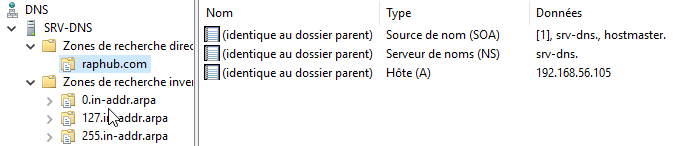 DNS
SRV-DNS
Zones de recherche direc
raphub.com
Zones de recherche inver
0.in-addr.arpa
127.in-addr.arpa
255.in-addr.arpa
Nom Type Données
(identique au dossier parent) Source de nom (SOA) [1], srv-dns., hostmaster.
(identique au dossier parent) Serveur de noms (NS) srv-dns.
(identique au dossier parent) Hôte (A) 192.168.56.105